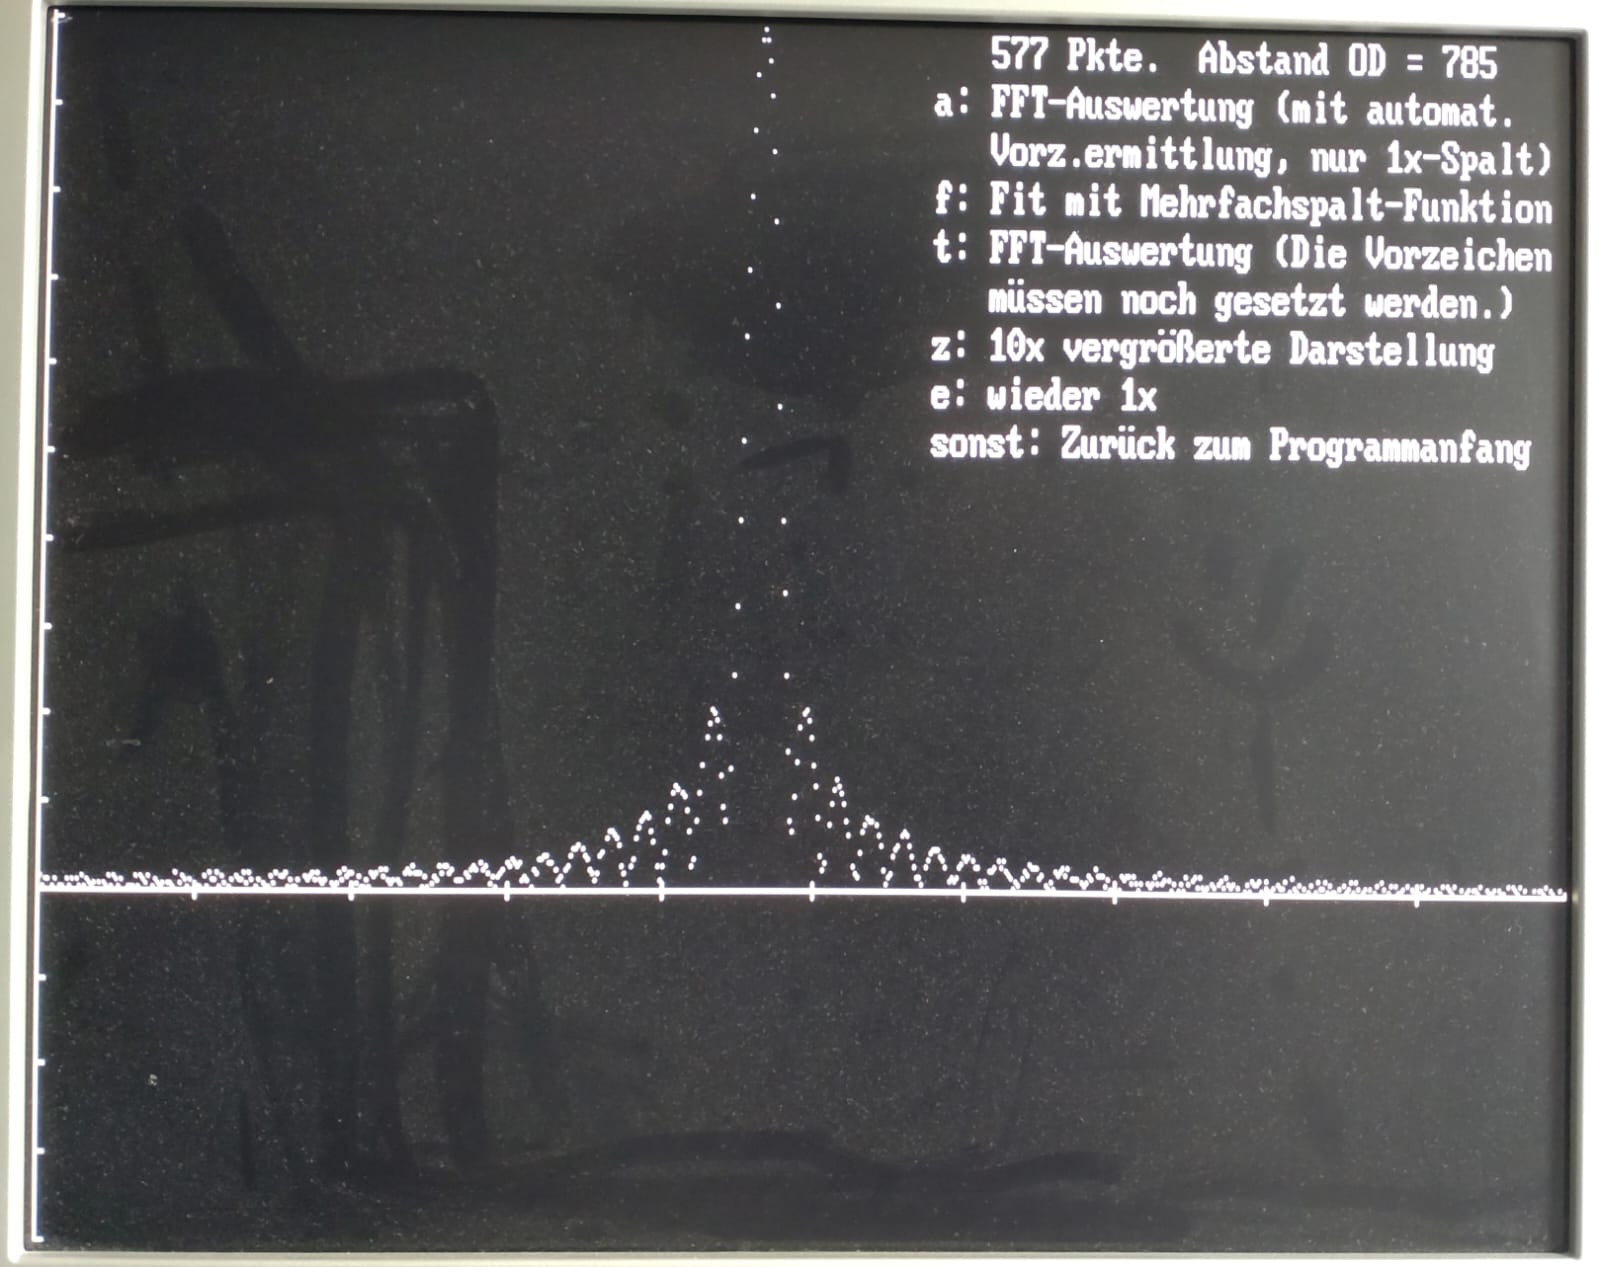 577 Pkte. Abstand OD = 785
a: FFT-Auswertung (mit automat.
Vorz.ermittlung, nur 1x-Spalt)
f: Fit mit Mehrfachspalt-Funktion
t: FFT-Auswertung (Die Vorzeichen
müssen noch gesetzt werden.)
z: 10x vergrößerte Darstellung
e: wieder 1x
sonst: Zurück zum Programmanfang